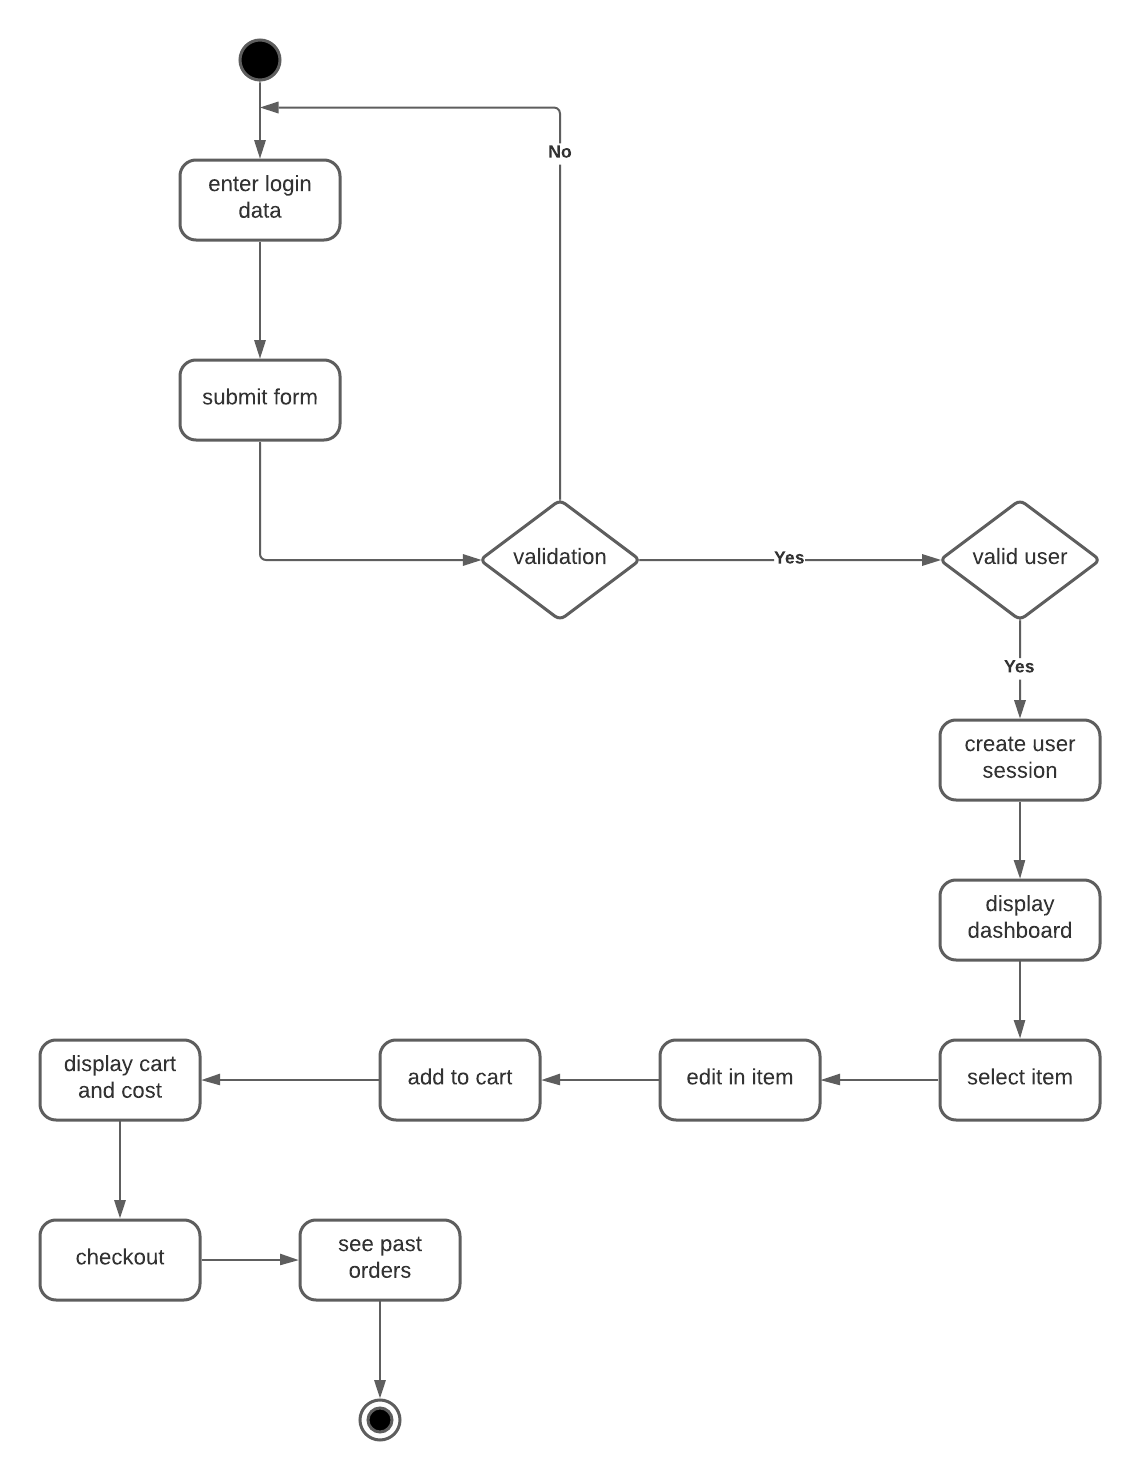 No
enter login
data
submit form
validation
Yes
valid user
Yes
create user
session
display
dashboard
display cart
and cost
add to cart
edit in item
select item
checkout
see past
orders